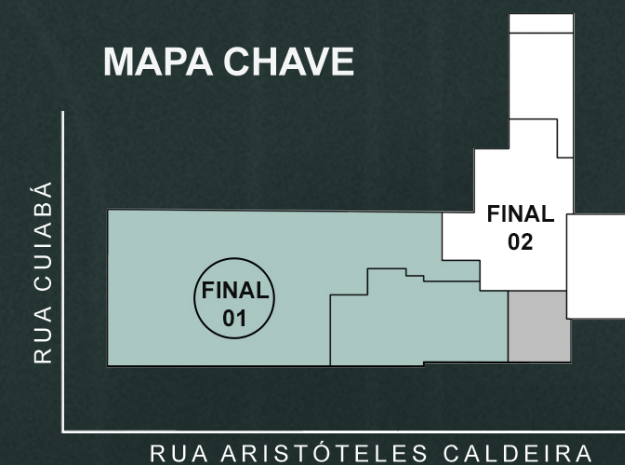 MAPA CHAVE
RUA CUIABÁ
FINAL
01
FINAL
02
RUA ARISTÓTELES CALDEIRA